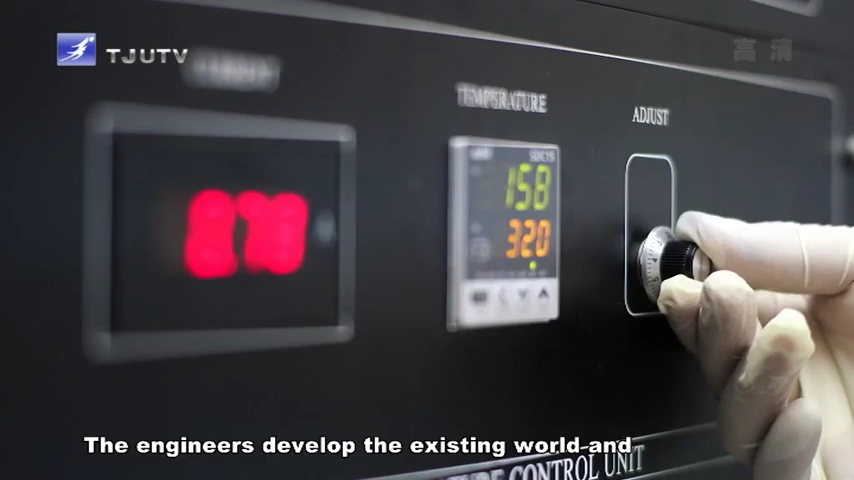 TJUTV
高清
TEMPERATURE
ADJUST
158
320
The engineers develop the existing world and
CONTROL UNIT